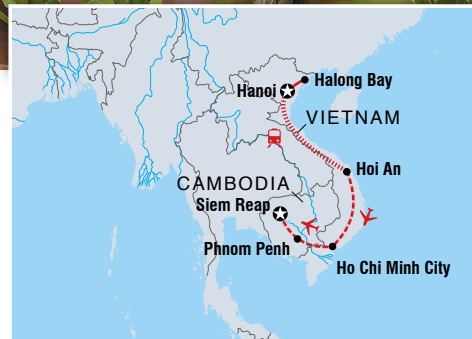 Halong Bay
Hanoi
VIETNAM
Hoi An
CAMBODIA
Siem Reap
Phnom Penh
Ho Chi Minh City